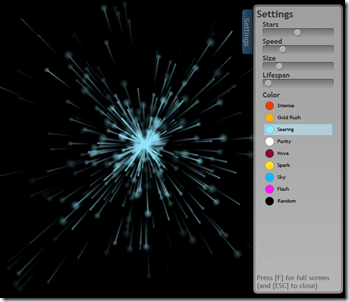 Settings
Settings
Stars
Speed
Size
Lifespan
Color
Intense
Gold Rush
Searing
Purity
Nova
Spark
Sky
Flash
Random
Press [F] for full screen
(and [ESC] to close)